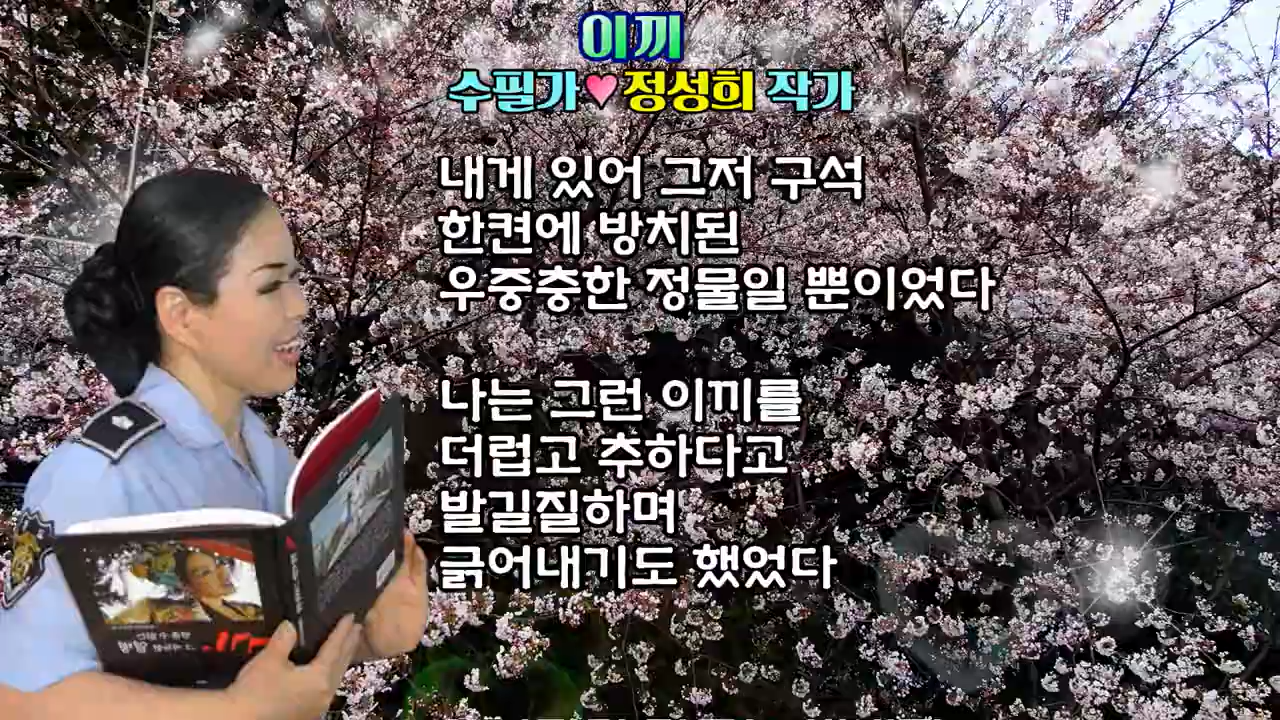 이끼
수필가♥정성희 작가
내게 있어 그저 구석
한켠에 방치된
우중충한 정물일 뿐이었다
나는 그런 이끼를
더럽고 추하다고
발길질하며
긁어내기도 했었다